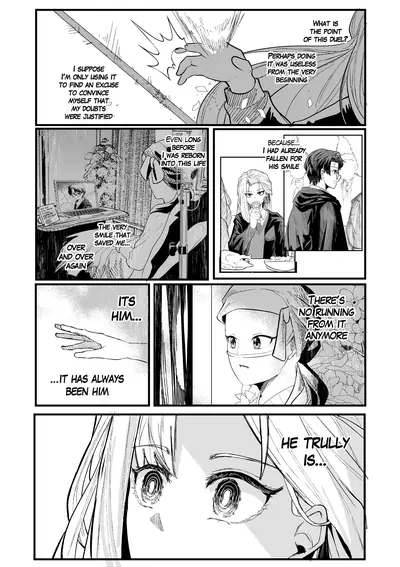 WHAT IS
THE POINT
OF THIS DUEL?
PERHAPS DOING
IT WAS USELESS
FROM THE VERY
BEGINNING
I SUPPOSE
I'M ONLY USING IT
TO FIND AN EXCUSE
TO CONVINCE
MYSELF THAT
MY DOUBTS
WERE JUSTIFIED
BECAUSE...
I HAD ALREADY
FALLEN FOR
HIS SMILE
EVEN LONG
BEFORE
I WAS REBORN
INTO THIS LIFE
THE VERY
SMILE THAT
SAVED ME...
OVER
AND OVER
AGAIN
THERE'S
NO RUNNING
FROM IT
ANYMORE
ITS
HIM...
...IT HAS ALWAYS
BEEN HIM
HE TRULLY
IS...